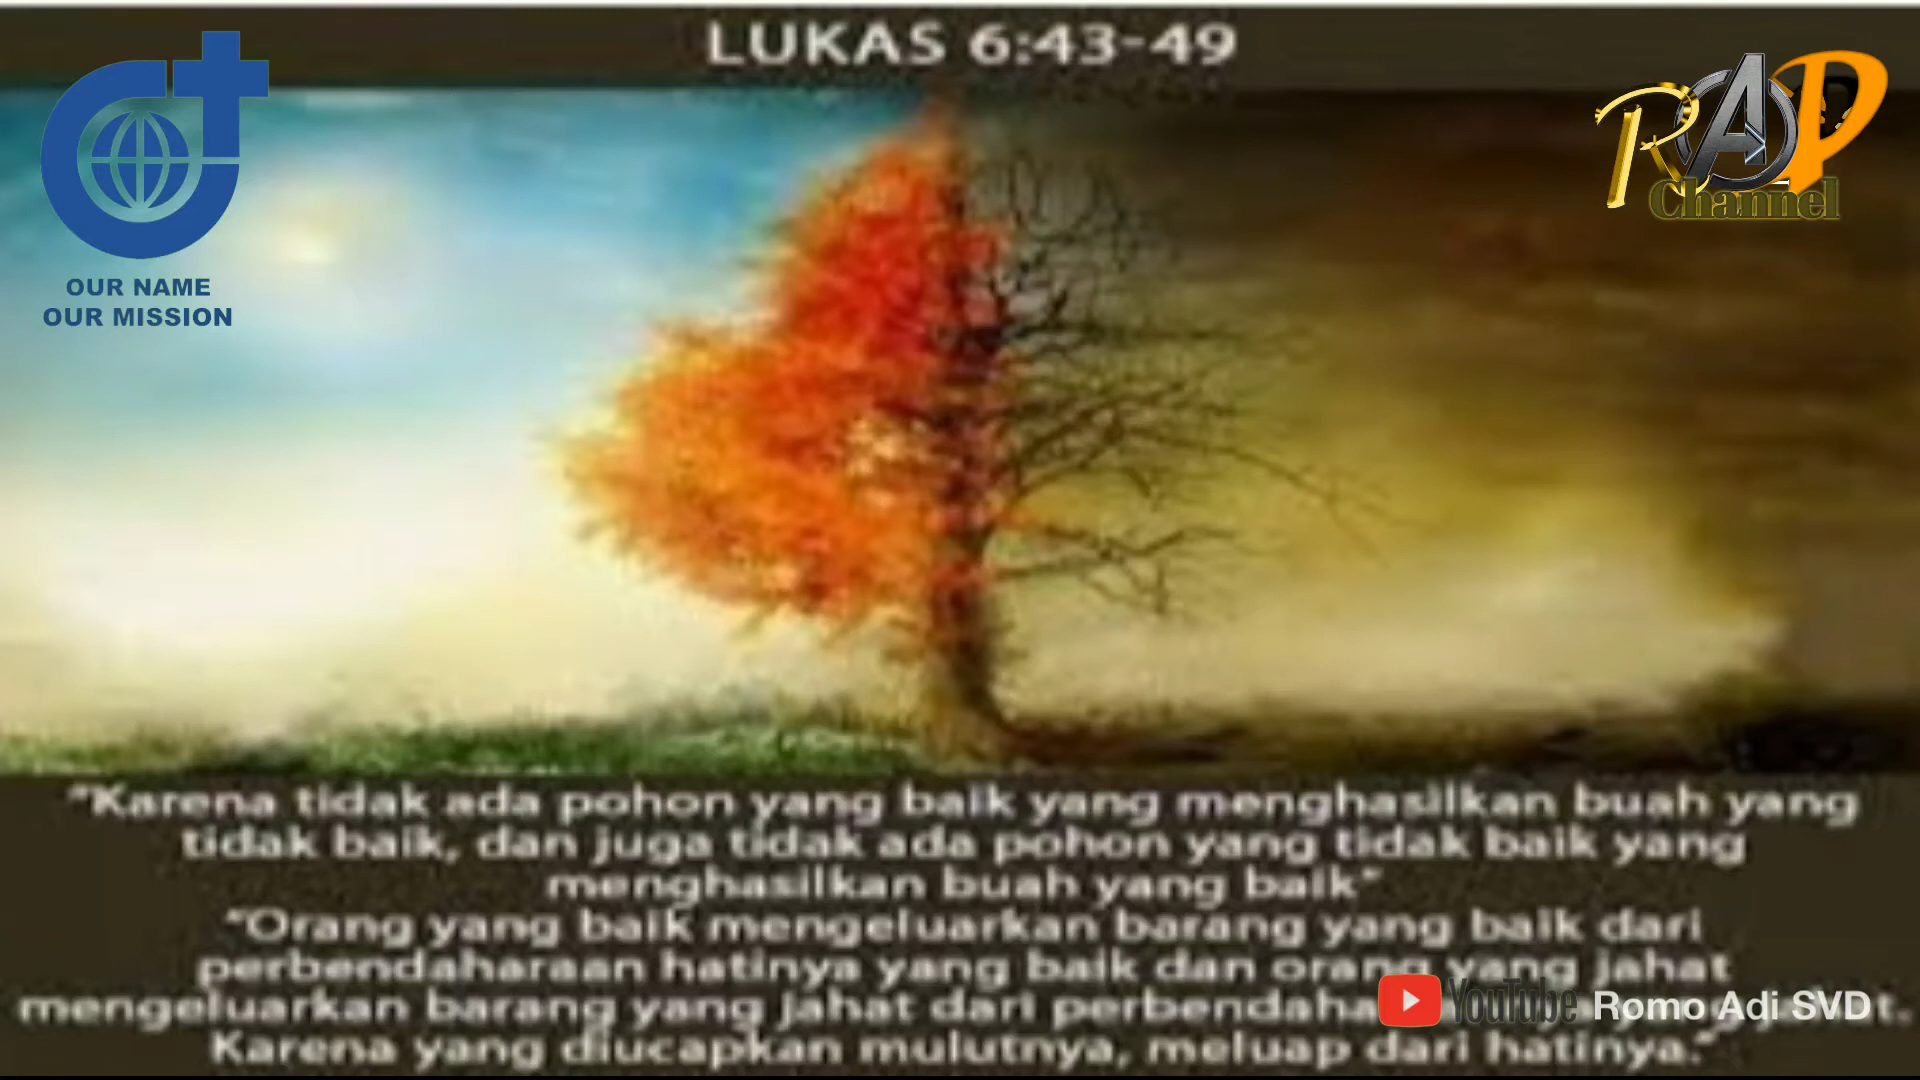 LUKAS 6:43-49
OUR NAME
OUR MISSION
RAP
Channel
"Karena tidak ada pohon yang baik yang menghasilkan buah yang
tidak baik, dan juga tidak ada pohon yang tidak baik yang
menghasilkan buah yang baik"
"Orang yang baik mengeluarkan barang yang baik dari
perbendaharaan hatinya yang baik dan orang yang jahat
mengeluarkan barang yang jahat dari
YouTube Romo Adi SVD
Karena yang diucapkan mulutnya, meluap dari hatinya."